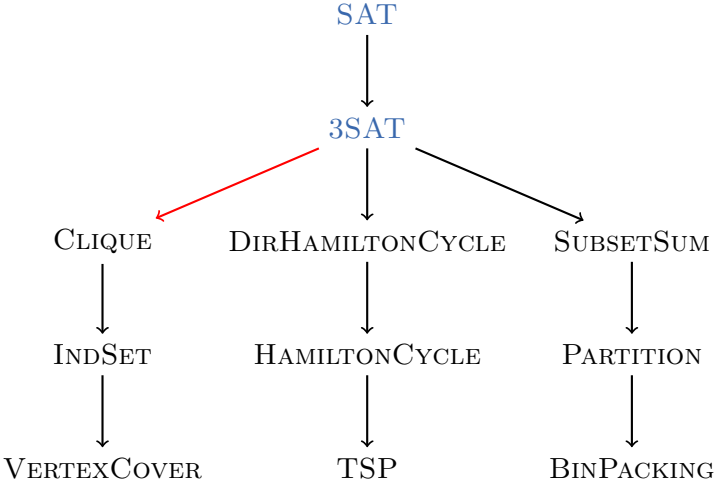 SAT
3SAT
CLIQUE DIRHAMILTONCYCLE SUBSETSUM
INDSET HAMILTONCYCLE PARTITION
VERTEXCOVER TSP BINPACKING